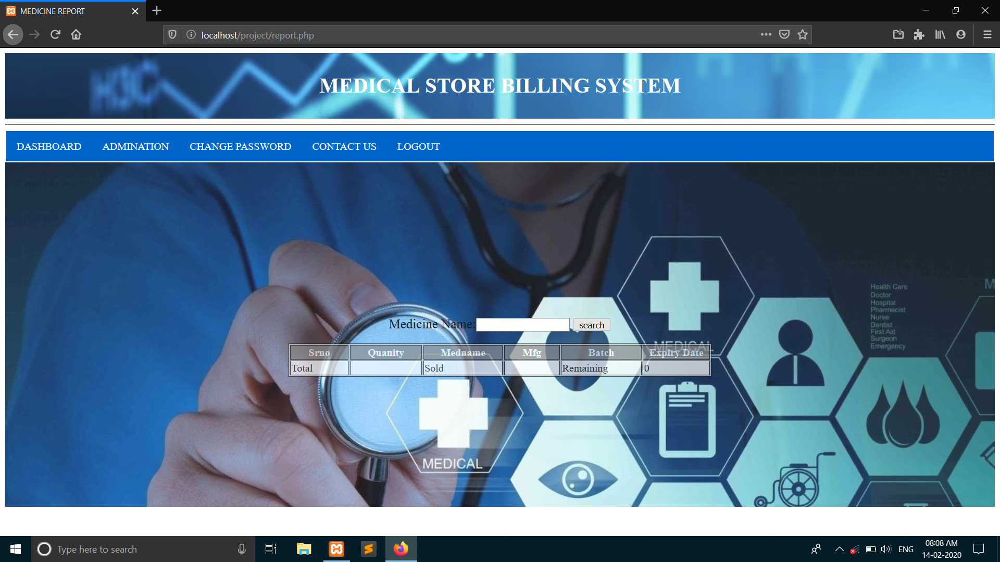 MEDICINE REPORT
localhost/project/report.php
MEDICAL STORE BILLING SYSTEM
DASHBOARD ADMINATION CHANGE PASSWORD CONTACT US LOGOUT
Health Care
Doctor
Hospital
Pharmacist
Nurse
Dentist
First Aid
Surgeon
Emergency
Medicine Name: search
MEDICAL
Srno Quanity Medname Mfg Batch Expiry Date
Total Sold Remaining 0
MEDICAL
Type here to search
ENG
08:08 AM
14-02-2020